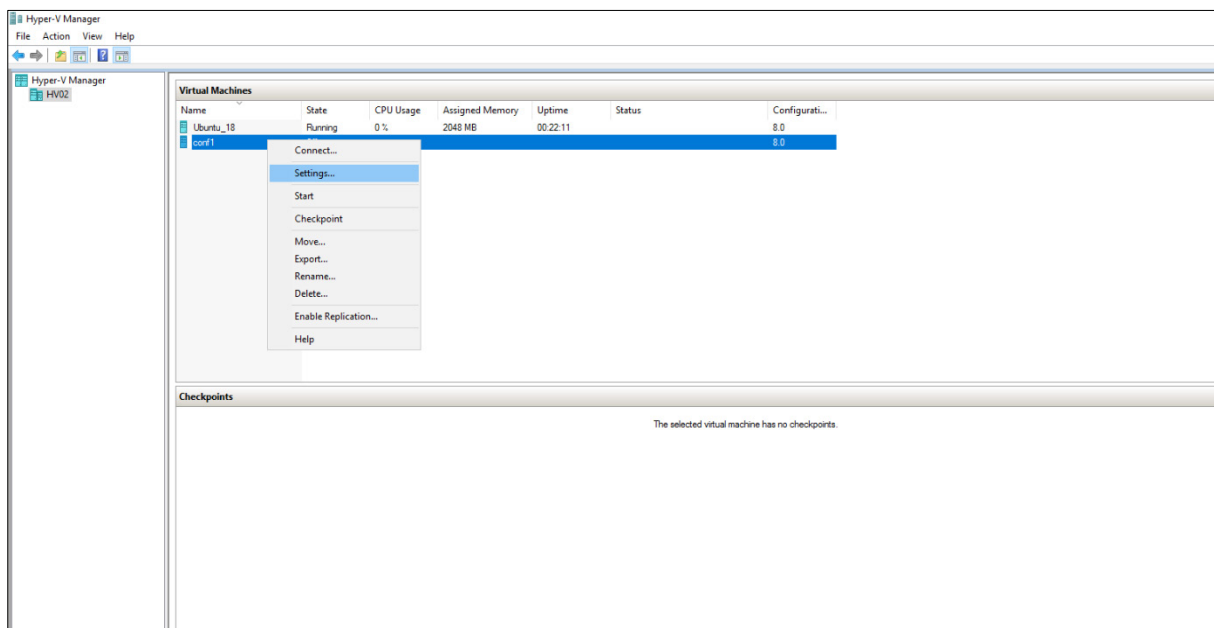 Hyper-V Manager
File Action View Help
Hyper-V Manager
HV02
Virtual Machines
Name State CPU Usage Assigned Memory Uptime Status Configurati...
Ubuntu_18 Running 0 % 2048 MB 00:22:11 8.0
conf1 8.0
Connect...
Settings...
Start
Checkpoint
Move...
Export...
Rename...
Delete...
Enable Replication...
Help
Checkpoints
The selected virtual machine has no checkpoints.